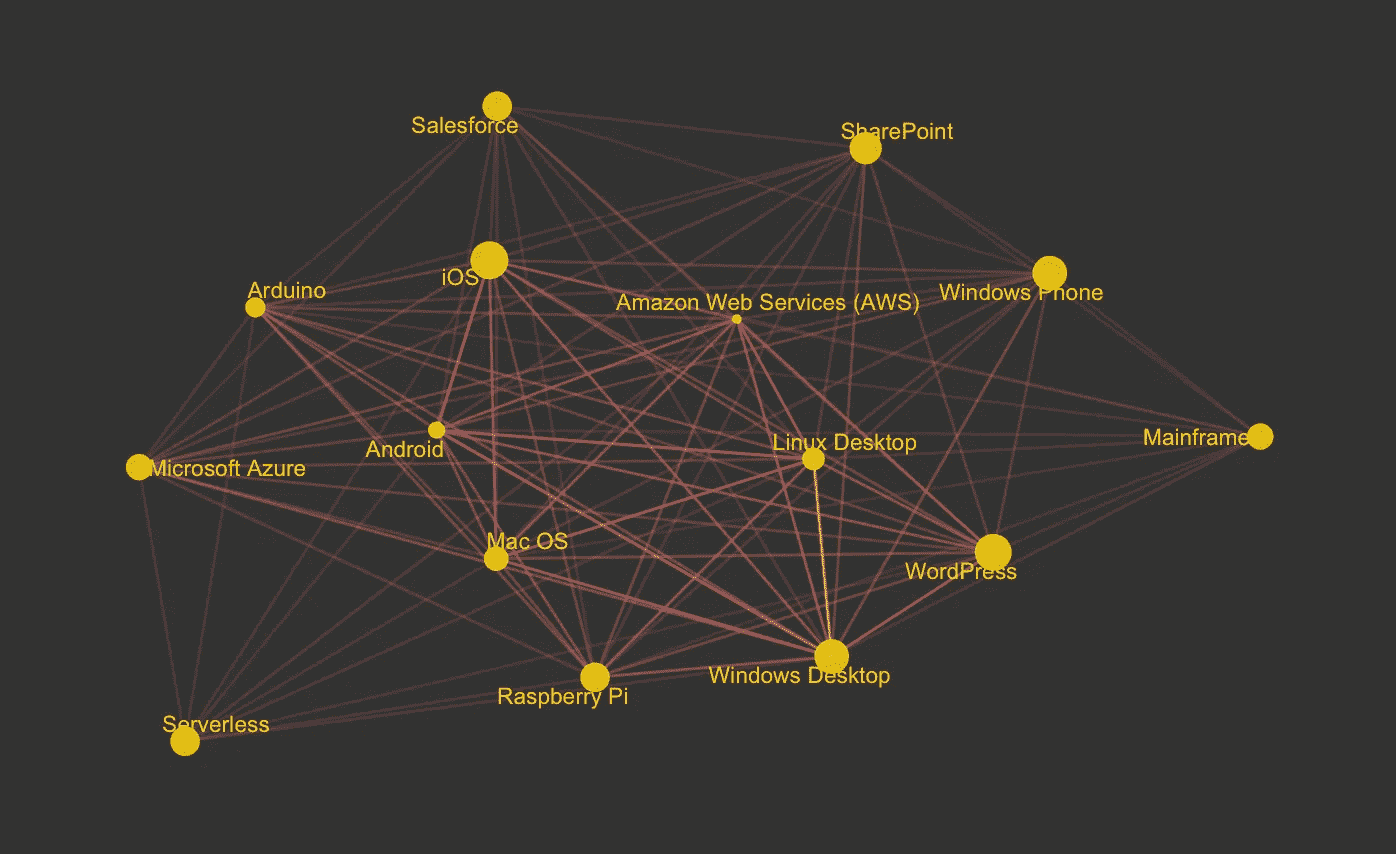 Salesforce
SharePoint
iOS
Arduino
Windows Phone
Amazon Web Services (AWS)
Android
Linux Desktop
Mainframe
Microsoft Azure
Mac OS
WordPress
Windows Desktop
Raspberry Pi
Serverless